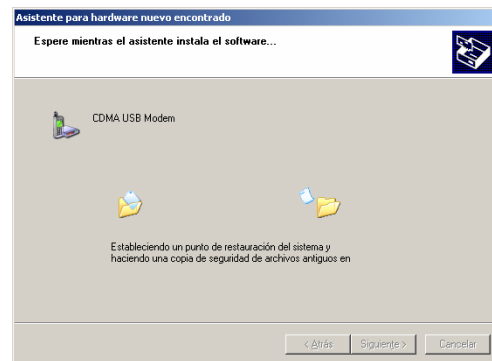 Asistente para hardware nuevo encontrado
Espere mientras el asistente instala el software...
CDMA USB Modem
Estableciendo un punto de restauración del sistema y
haciendo una copia de seguridad de archivos antiguos en
< Atrás
Siguiente >
Cancelar